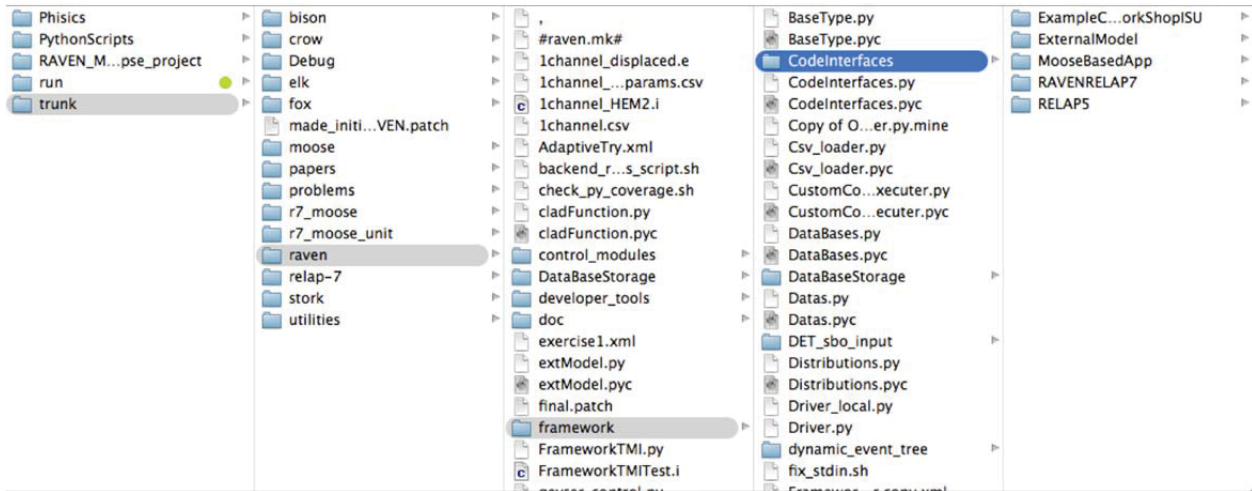 Phisics
PythonScripts
RAVEN_M...pse_project
run
trunk
bison
crow
Debug
elk
fox
made_initi...VEN.patch
moose
papers
problems
r7_moose
r7_moose_unit
raven
relap-7
stork
utilities
,
#raven.mk#
1channel_displaced.e
1channel_...params.csv
1channel_HEM2.i
1channel.csv
AdaptiveTry.xml
backend_r...s_script.sh
check_py_coverage.sh
cladFunction.py
cladFunction.pyc
control_modules
DataBaseStorage
developer_tools
doc
exercise1.xml
extModel.py
extModel.pyc
final.patch
framework
FrameworkTMI.py
FrameworkTMITest.i
BaseType.py
BaseType.pyc
CodeInterfaces
CodeInterfaces.py
CodeInterfaces.pyc
Copy of O...er.py.mine
Csv_loader.py
Csv_loader.pyc
CustomCo...xecuter.py
CustomCo...ecuter.pyc
DataBases.py
DataBases.pyc
DataBaseStorage
Datas.py
Datas.pyc
DET_sbo_input
Distributions.py
Distributions.pyc
Driver_local.py
Driver.py
dynamic_event_tree
fix_stdin.sh
ExampleC...orkShopISU
ExternalModel
MooseBasedApp
RAVENRELAP7
RELAP5